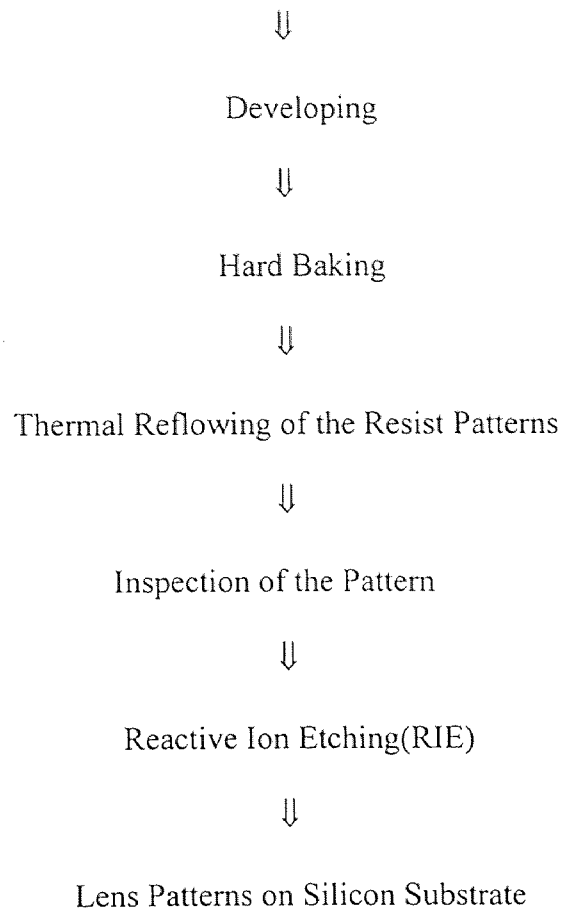 ⇓
Developing
⇓
Hard Baking
⇓
Thermal Reflowing of the Resist Patterns
⇓
Inspection of the Pattern
⇓
Reactive Ion Etching(RIE)
⇓
Lens Patterns on Silicon Substrate